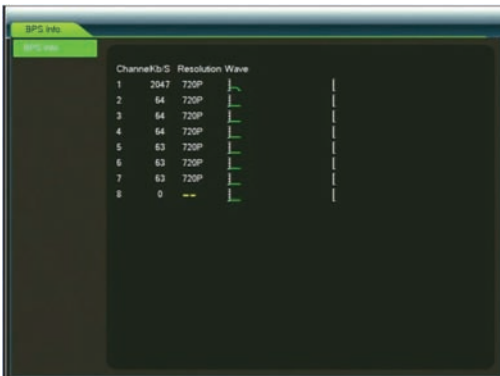 BPS Info.
BPS Info
ChannelKb/S Resolution Wave
1 2047 720P
2 64 720P
3 64 720P
4 64 720P
5 63 720P
6 63 720P
7 63 720P
8 0 --